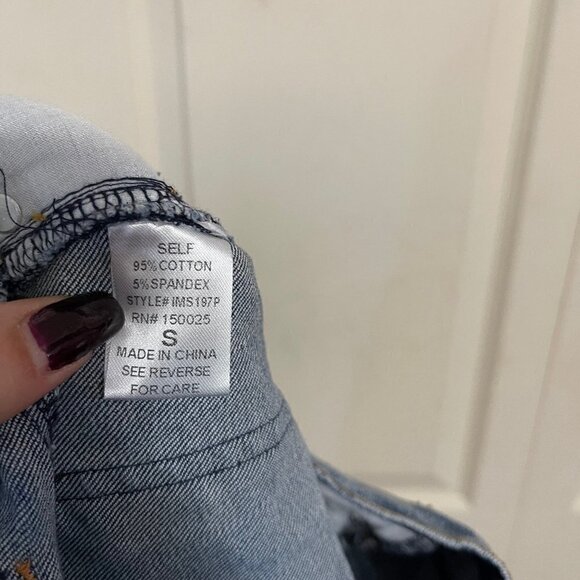 SELF
95% COTTON
5% SPANDEX
STYLE# IMS197P
RN# 150025
S
MADE IN CHINA
SEE REVERSE
FOR CARE